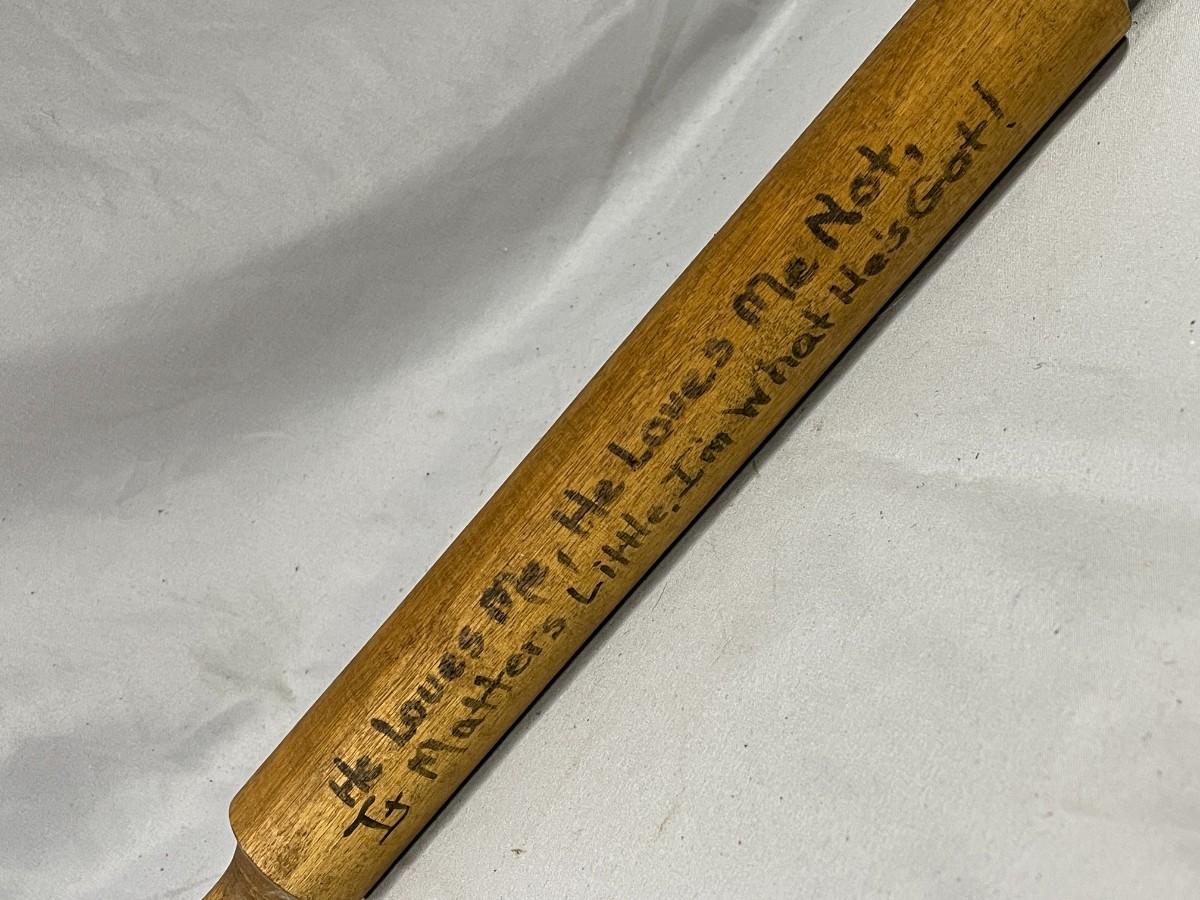 He Loves Me, He Loves Me Not,
It Matters Little, I'm What He's Got!